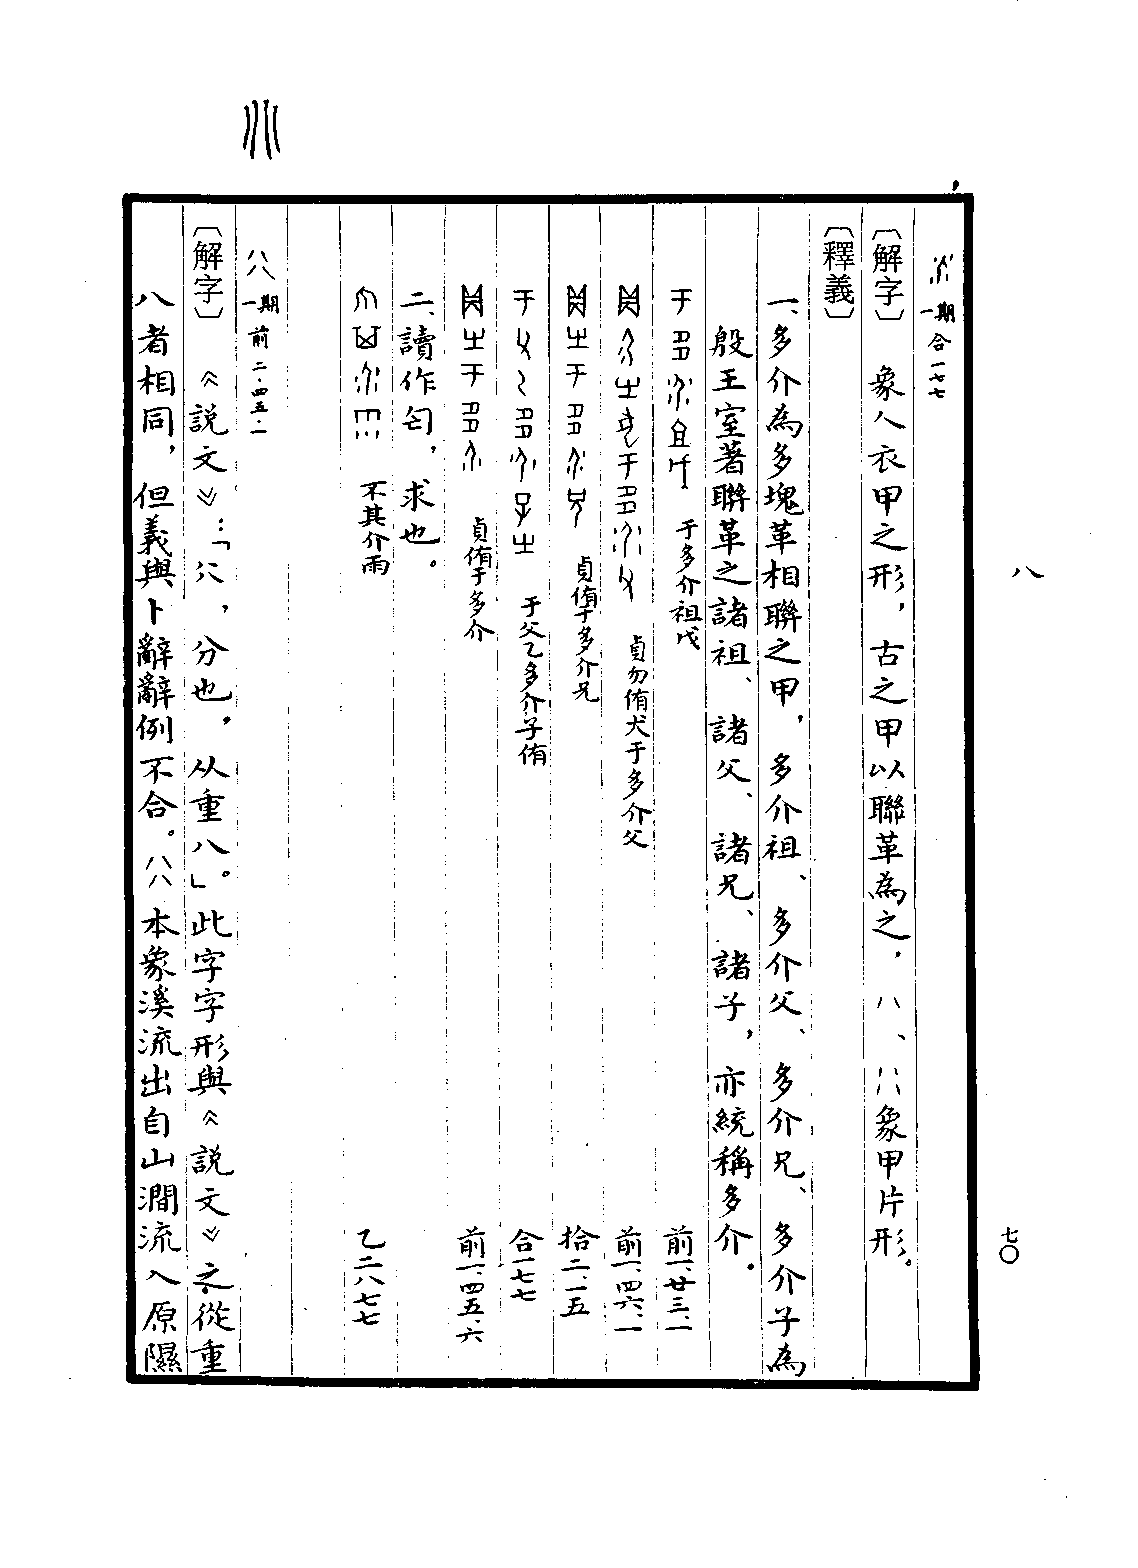 八
七〇
一期 合一七七
〔解字〕 象人衣甲之形，古之甲以聯革為之，八、𠔁象甲片形。
〔釋義〕
一、多介為多塊革相聯之甲，多介祖、多介父、多介兄、多介子為
殷王室著聯革之諸祖、諸父、諸兄、諸子，亦統稱多介。
于多介祖戊 前一、廿三、一
貞勿侑犬于多介父 前一、四六、一
貞侑于多介兄 拾二、一五
于父乙多介子侑 合一七七
貞侑于多介 前一、四五、六
二、讀作匄，求也。
不其介雨 乙二八七七
一期 前二·四五·一
〔解字〕 《說文》：「𠔁，分也，从重八。」此字字形與《說文》之從重
八者相同，但義與卜辭辭例不合。𠔁本象溪流出自山澗流入原隰